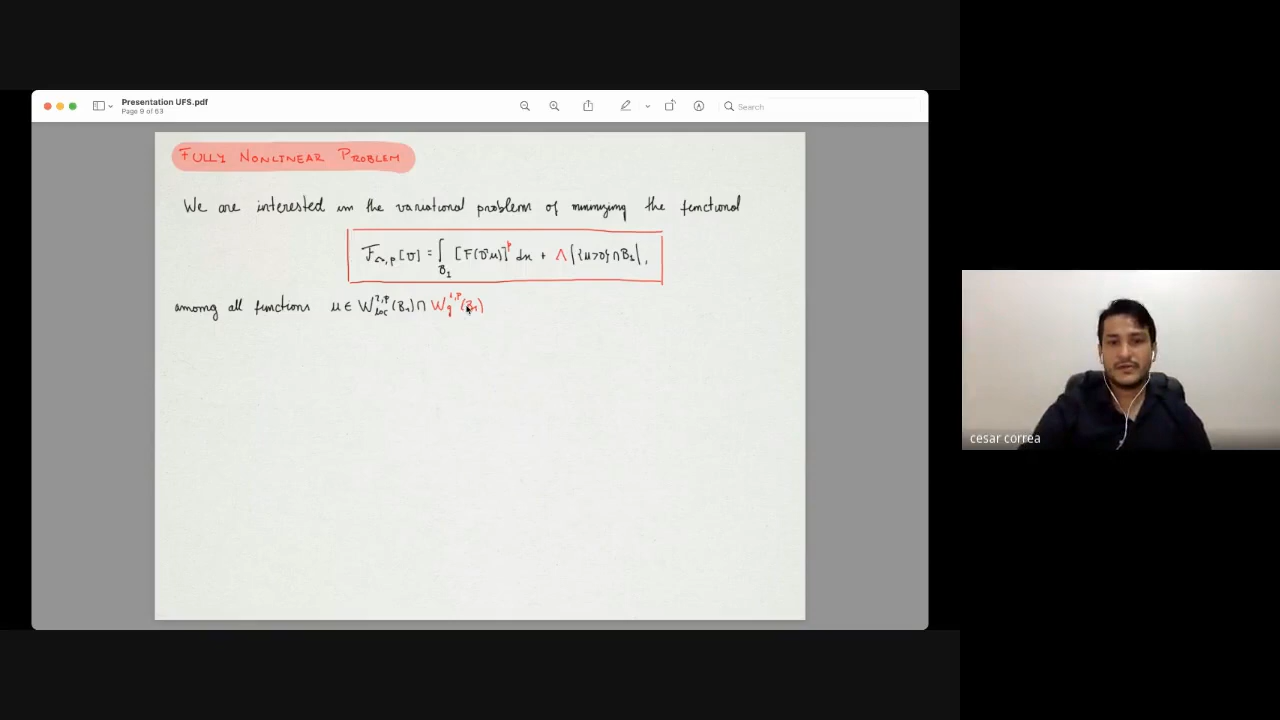 Presentation UFS.pdf
Page 9 of 63
Search
FULLY NONLINEAR PROBLEM
We are interested in the variational problem of minimizing the functional
F_{Λ,p}[v] = ∫_{B_1} [F(D²u)]^p dx + Λ|{u>0}∩B_1|,
among all functions u ∈ W^{2,p}_{loc}(B_1) ∩ W^{1,p}_g(B_1)
cesar correa